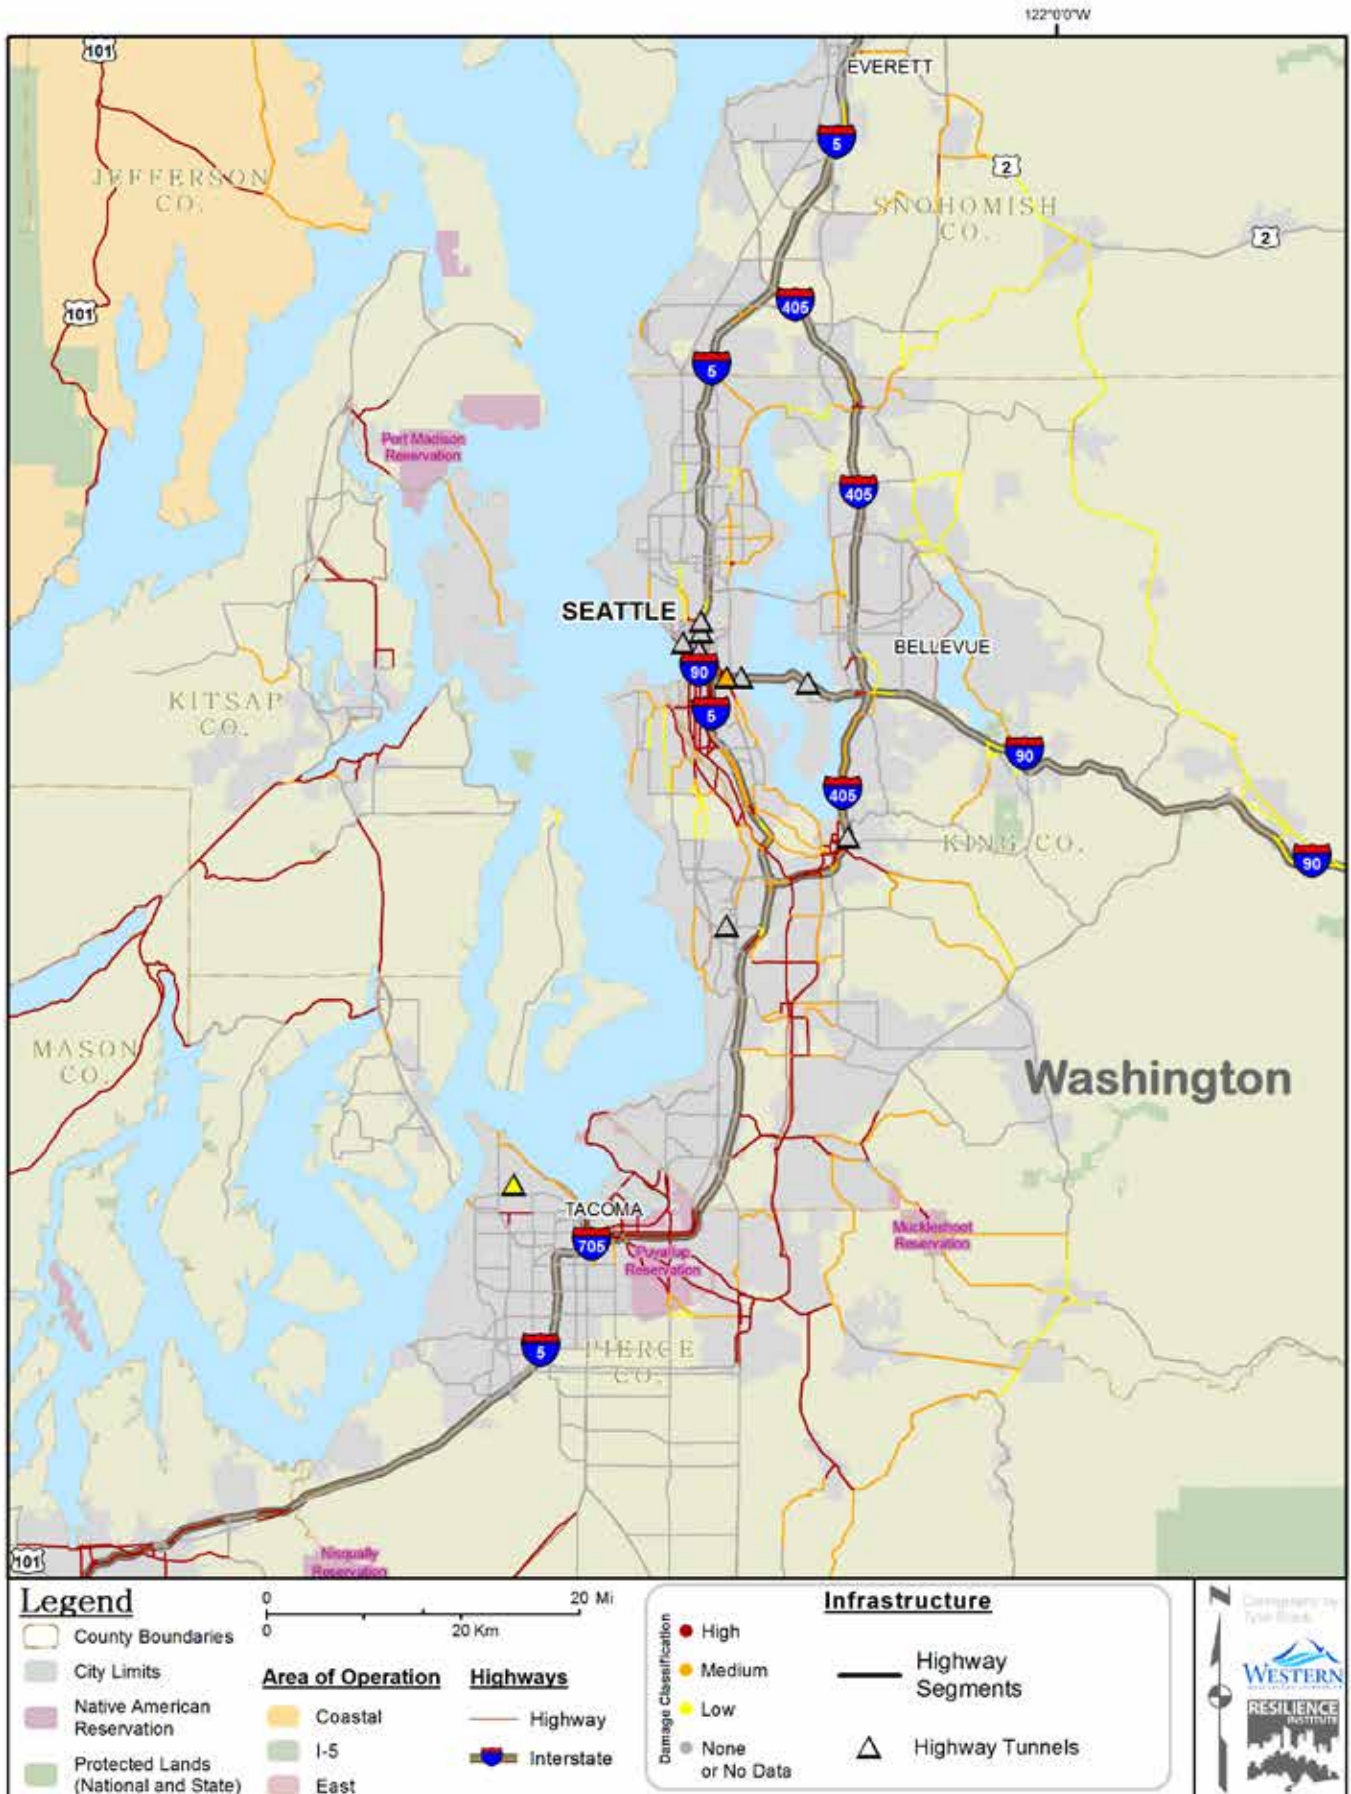 122°0'0"W
101
EVERETT
5
2
JEFFERSON
CO.
SNOHOMISH
CO.
2
101
405
5
Port Madison
Reservation
405
SEATTLE
BELLEVUE
90
KITSAP
CO.
5
90
405
KING CO.
90
MASON
CO.
Washington
TACOMA
Muckleshoot
Reservation
705
Puyallup
Reservation
5
PIERCE
CO.
101
Nisqually
Reservation
Legend
County Boundaries
City Limits
Native American
Reservation
Protected Lands
(National and State)
0 20 Mi
0 20 Km
Area of Operation
Coastal
I-5
East
Highways
Highway
Interstate
Infrastructure
Damage Classification
High
Medium
Low
None
or No Data
Highway
Segments
Highway Tunnels
N
Cartography by
WESTERN
RESILIENCE
INSTITUTE